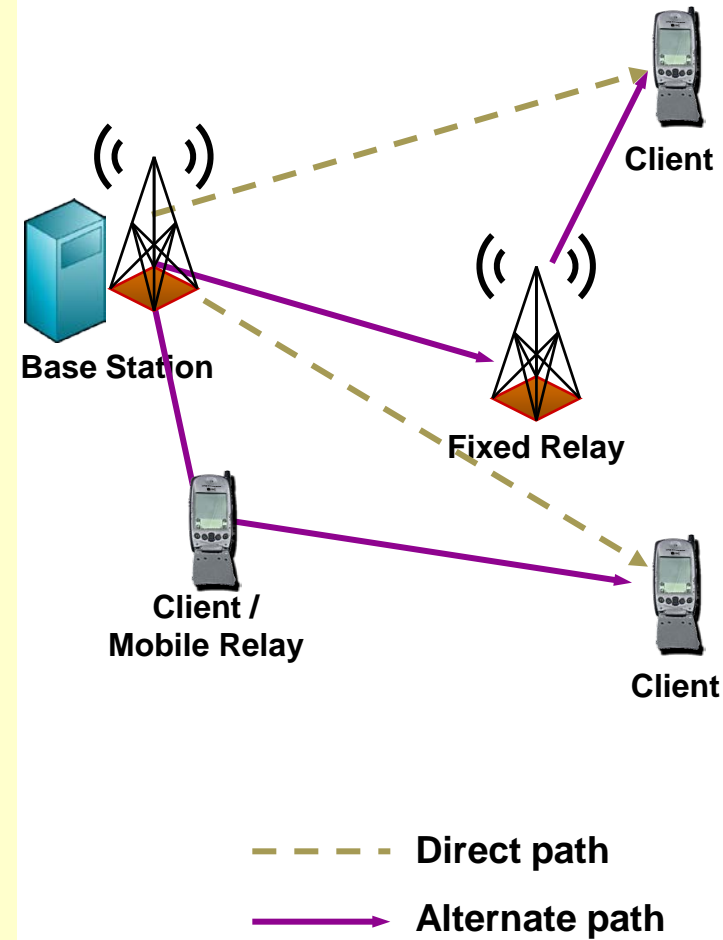 Client
Base Station
Fixed Relay
Client /
Mobile Relay
Client
Direct path
Alternate path